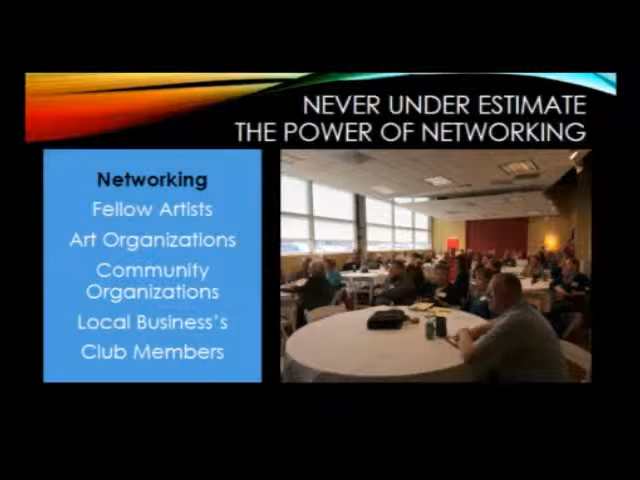 NEVER UNDER ESTIMATE
THE POWER OF NETWORKING
Networking
Fellow Artists
Art Organizations
Community
Organizations
Local Business's
Club Members